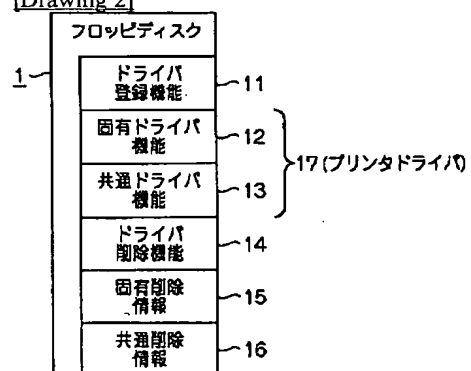 [Drawing 2]
フロッピディスク
1
ドライバ
登録機能
11
固有ドライバ
機能
12
共通ドライバ
機能
13
17(プリンタドライバ)
ドライバ
削除機能
14
固有削除
情報
15
共通削除
情報
16